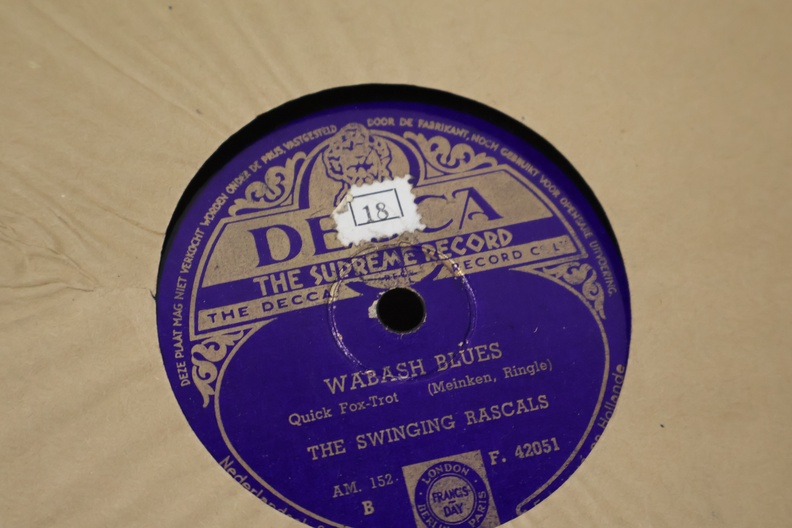 DEZE PLAAT MAG NIET VERKOCHT WORDEN ONDER DE PRIJS, VASTGESTELD DOOR DE FABRIKANT, NOCH GEBRUIKT VOOR OPENBARE UITVOERING
18
DECCA
THE SUPREME RECORD
THE DECCA RECORD Co. LTD
WABASH BLUES
Quick Fox-Trot (Meinken, Ringle)
THE SWINGING RASCALS
AM. 152 F. 42051
B
LONDON
FRANCIS-DAY
BERLIN PARIS